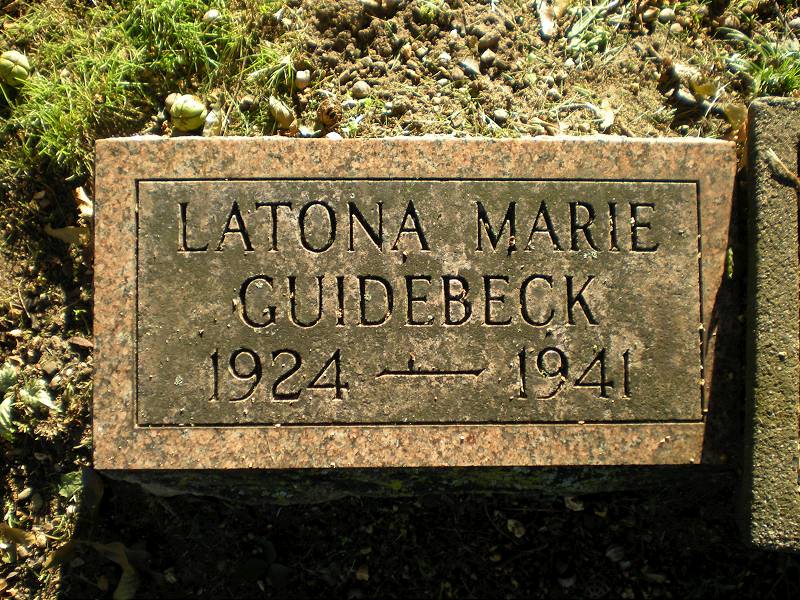 LATONA MARIE
GUIDEBECK
1924 — 1941